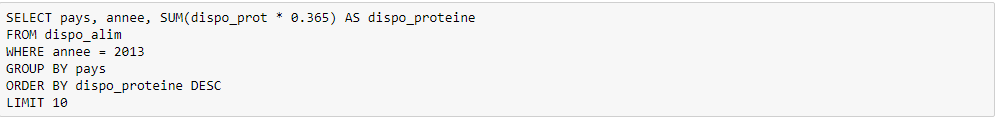 SELECT pays, annee, SUM(dispo_prot * 0.365) AS dispo_proteine
FROM dispo_alim
WHERE annee = 2013
GROUP BY pays
ORDER BY dispo_proteine DESC
LIMIT 10